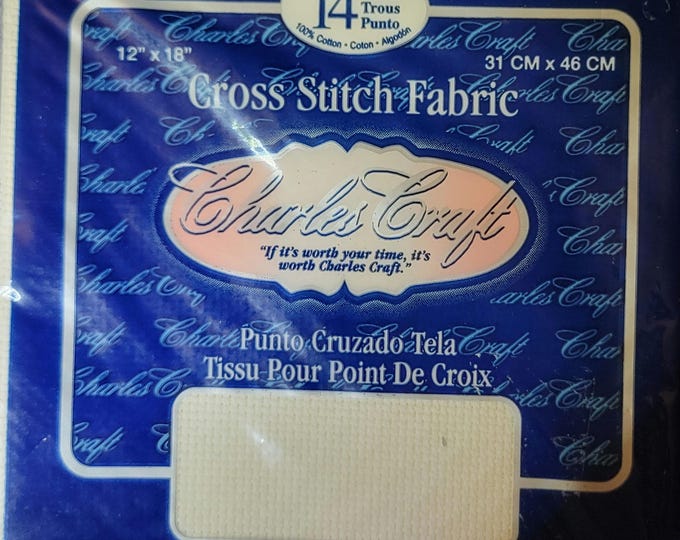 14 Trous
Punto
100% Cotton • Coton • Algodón
12" x 18"
31 CM x 46 CM
Cross Stitch Fabric
Charles Craft
"If it's worth your time, it's
worth Charles Craft."
Punto Cruzado Tela
Tissu Pour Point De Croix